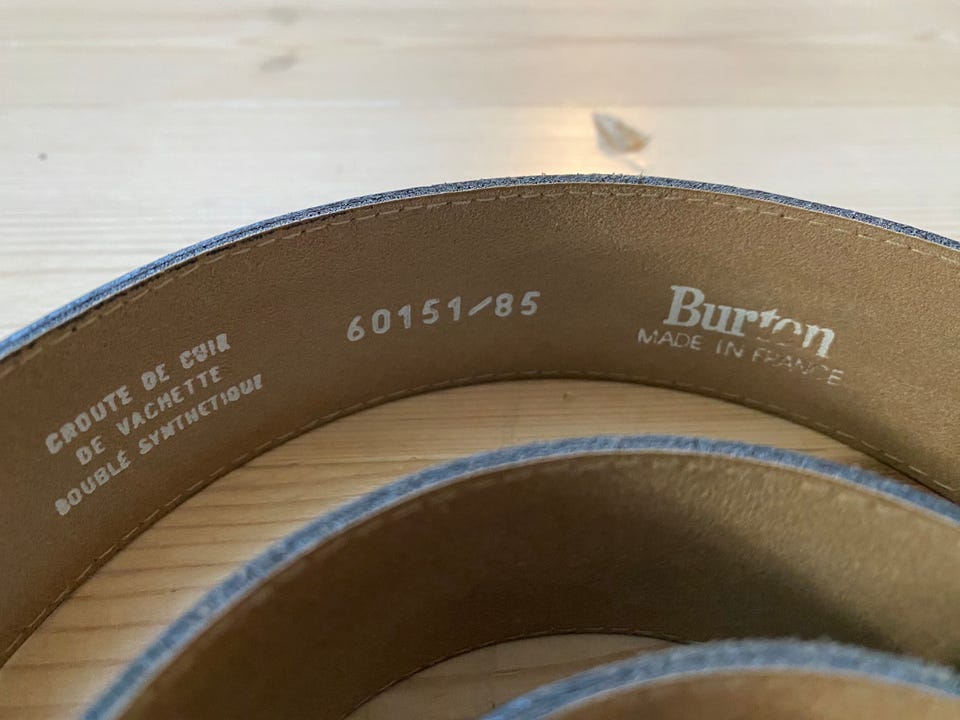 CROUTE DE CUIR
DE VACHETTE
DOUBLÉ SYNTHETIQUE
60151/85
Burton
MADE IN FRANCE